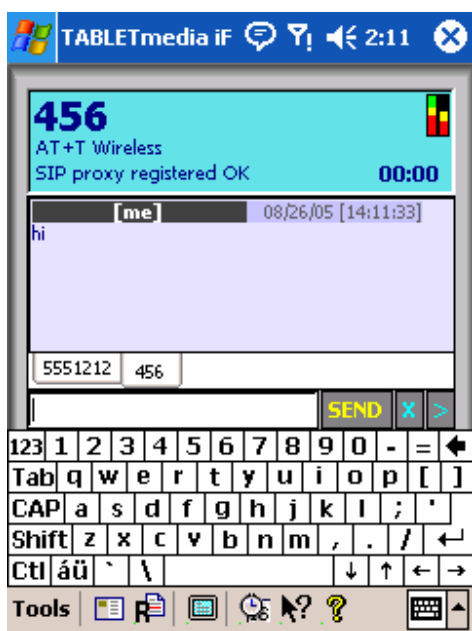 TABLETmedia iF 2:11
456
AT+T Wireless
SIP proxy registered OK 00:00
[me] 08/26/05 [14:11:33]
hi
5551212 456
SEND X >
123 1 2 3 4 5 6 7 8 9 0 - =
Tab q w e r t y u i o p [ ]
CAP a s d f g h j k l ; '
Shift z x c v b n m , . /
Ctl áü ` \ ↓ ↑ ← →
Tools